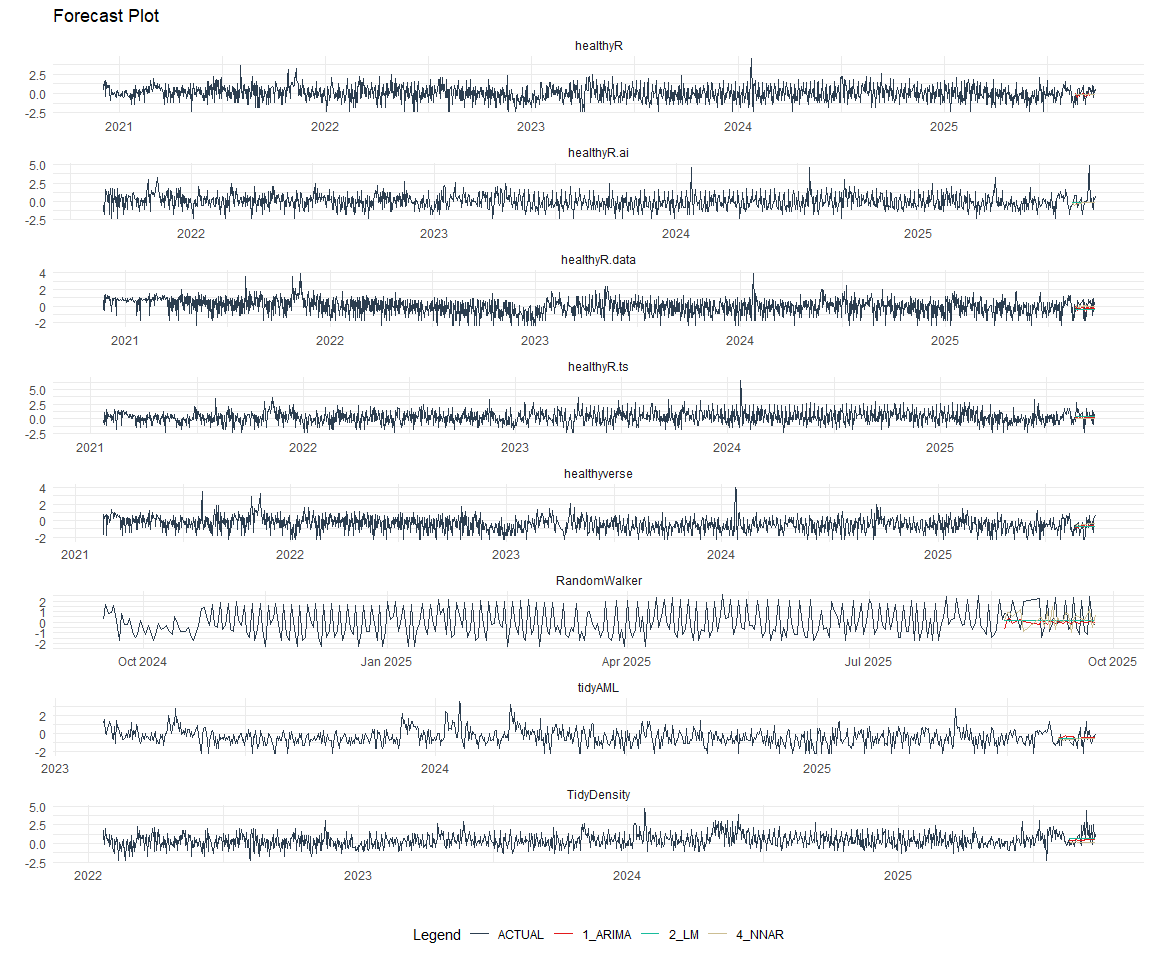 Forecast Plot
healthyR
2.5
0.0
-2.5
2021 2022 2023 2024 2025
healthyR.ai
5.0
2.5
0.0
-2.5
2022 2023 2024 2025
healthyR.data
4
2
0
-2
2021 2022 2023 2024 2025
healthyR.ts
5.0
2.5
0.0
-2.5
2021 2022 2023 2024 2025
healthyverse
4
2
0
-2
2021 2022 2023 2024 2025
RandomWalker
2
1
0
-1
-2
Oct 2024 Jan 2025 Apr 2025 Jul 2025 Oct 2025
tidyAML
2
0
-2
2023 2024 2025
TidyDensity
5.0
2.5
0.0
-2.5
2022 2023 2024 2025
Legend ACTUAL 1_ARIMA 2_LM 4_NNAR